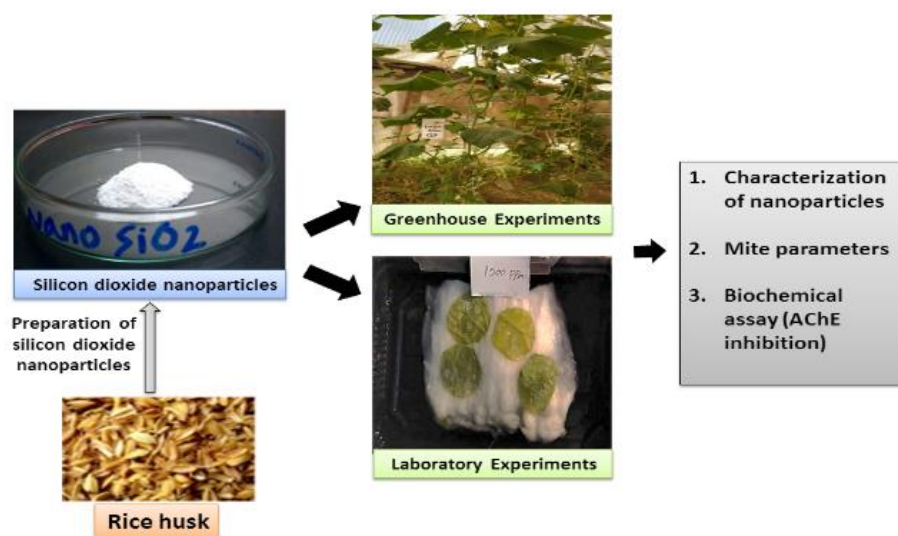 nano SiO2
Silicon dioxide nanoparticles
Preparation of
silicon dioxide
nanoparticles
Rice husk
Greenhouse Experiments
1500 ppm
Laboratory Experiments
1. Characterization
of nanoparticles
2. Mite parameters
3. Biochemical
assay (AChE
inhibition)